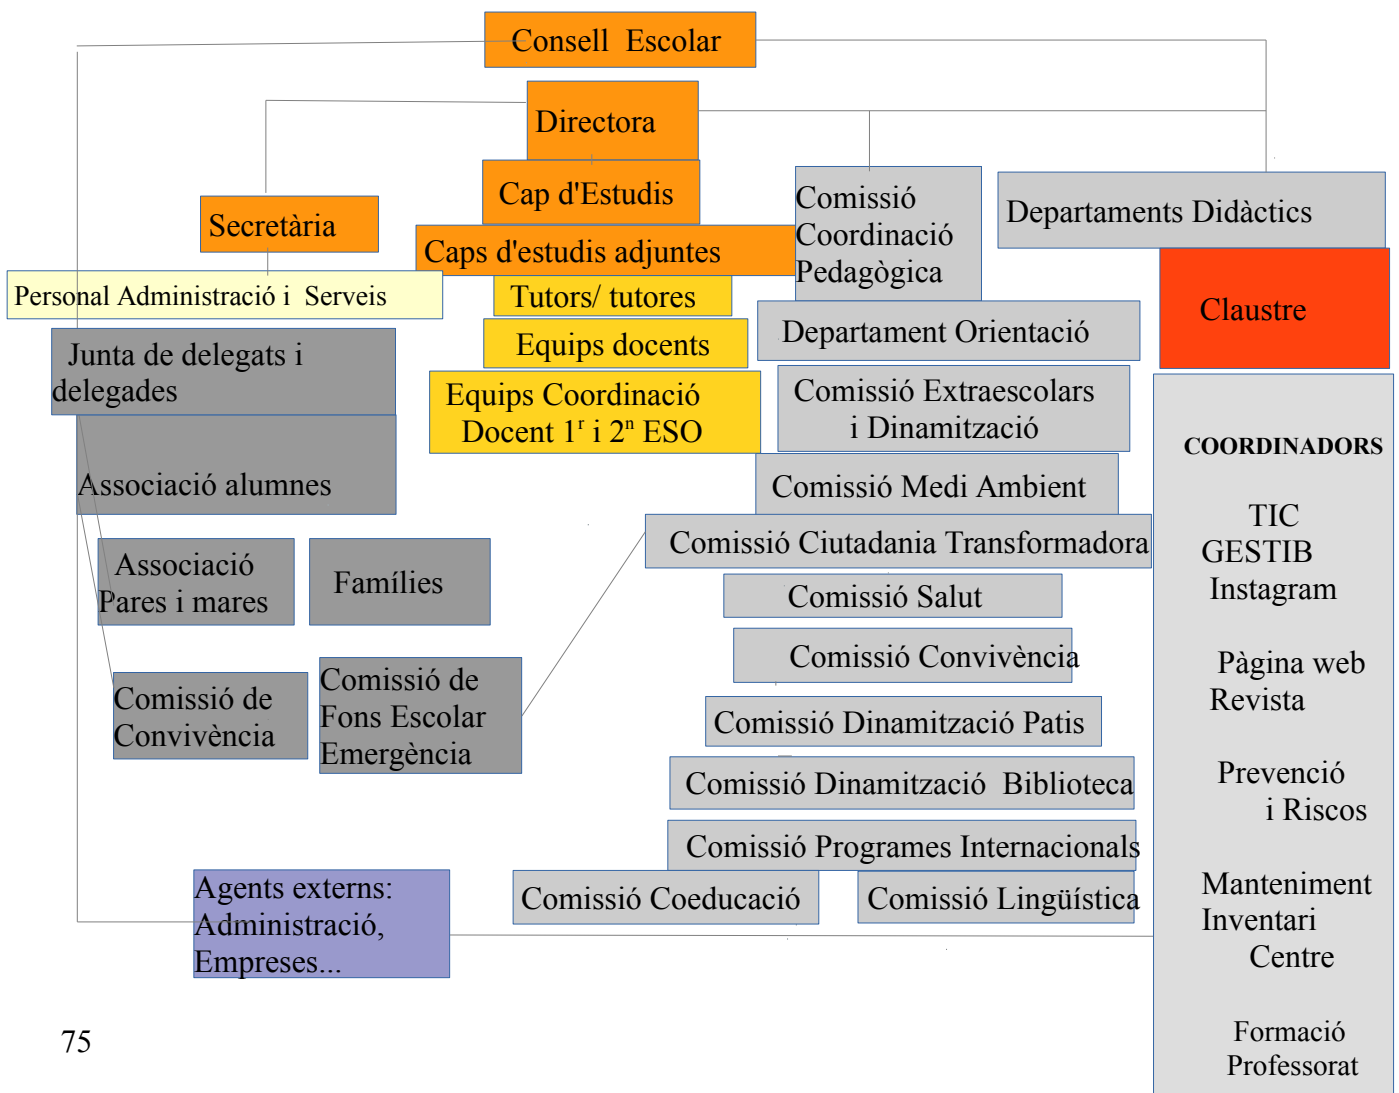 Consell Escolar
Directora
Cap d'Estudis
Secretària
Caps d'estudis adjuntes
Comissió
Coordinació
Pedagògica
Departaments Didàctics
Personal Administració i Serveis
Tutors/ tutores
Claustre
Junta de delegats i
delegades
Equips docents
Departament Orientació
Equips Coordinació
Docent 1r i 2n ESO
Comissió Extraescolars
i Dinamització
Associació alumnes
Comissió Medi Ambient
Comissió Ciutadania Transformadora
Associació
Pares i mares
Famílies
Comissió Salut
Comissió Convivència
Comissió de
Convivència
Comissió de
Fons Escolar
Emergència
Comissió Dinamització Patis
Comissió Dinamització Biblioteca
Comissió Programes Internacionals
Comissió Coeducació
Comissió Lingüística
Agents externs:
Administració,
Empreses...
COORDINADORS
TIC
GESTIB
Instagram
Pàgina web
Revista
Prevenció
i Riscos
Manteniment
Inventari
Centre
Formació
Professorat
75